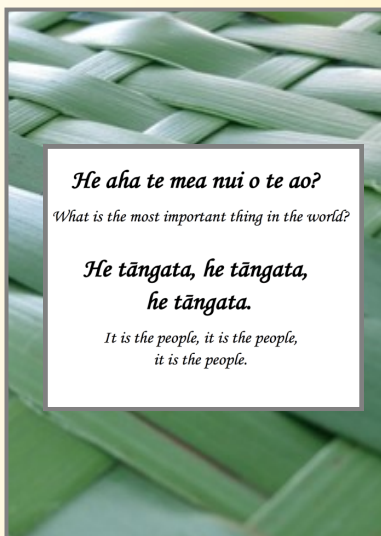 He aha te mea nui o te ao?
What is the most important thing in the world?
He tāngata, he tāngata,
he tāngata.
It is the people, it is the people,
it is the people.